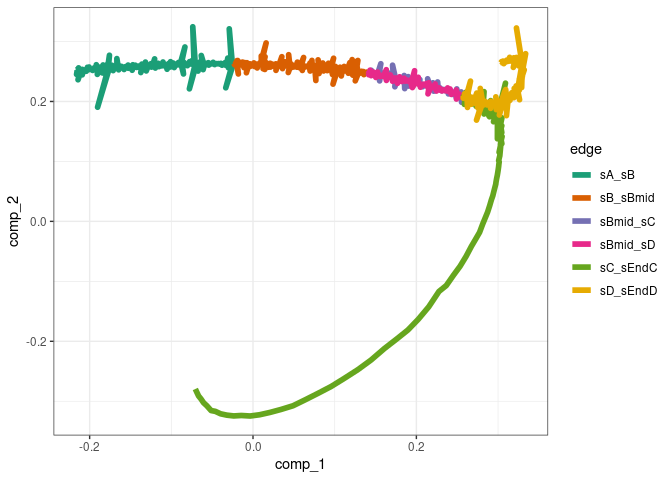 0.2
0.0
-0.2
comp_2
-0.2
0.0
0.2
comp_1
edge
sA_sB
sB_sBmid
sBmid_sC
sBmid_sD
sC_sEndC
sD_sEndD